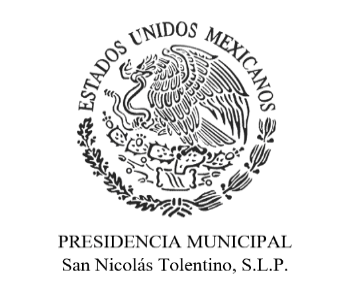 ESTADOS UNIDOS MEXICANOS
PRESIDENCIA MUNICIPAL
San Nicolás Tolentino, S.L.P.